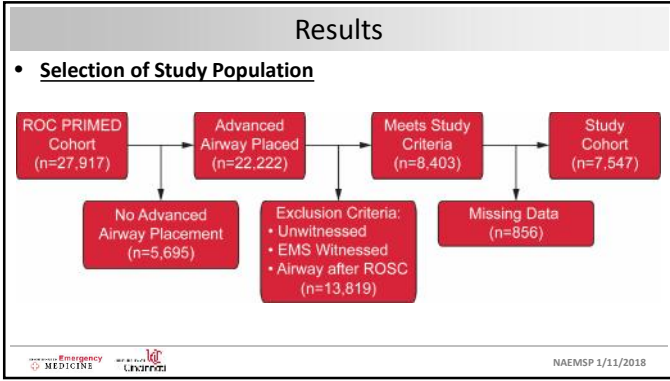 Results
• Selection of Study Population
ROC PRIMED
Cohort
(n=27,917)
Advanced
Airway Placed
(n=22,222)
Meets Study
Criteria
(n=8,403)
Study
Cohort
(n=7,547)
No Advanced
Airway Placement
(n=5,695)
Exclusion Criteria:
• Unwitnessed
• EMS Witnessed
• Airway after ROSC
(n=13,819)
Missing Data
(n=856)
Emergency
MEDICINE
Cincinnati
NAEMSP 1/11/2018